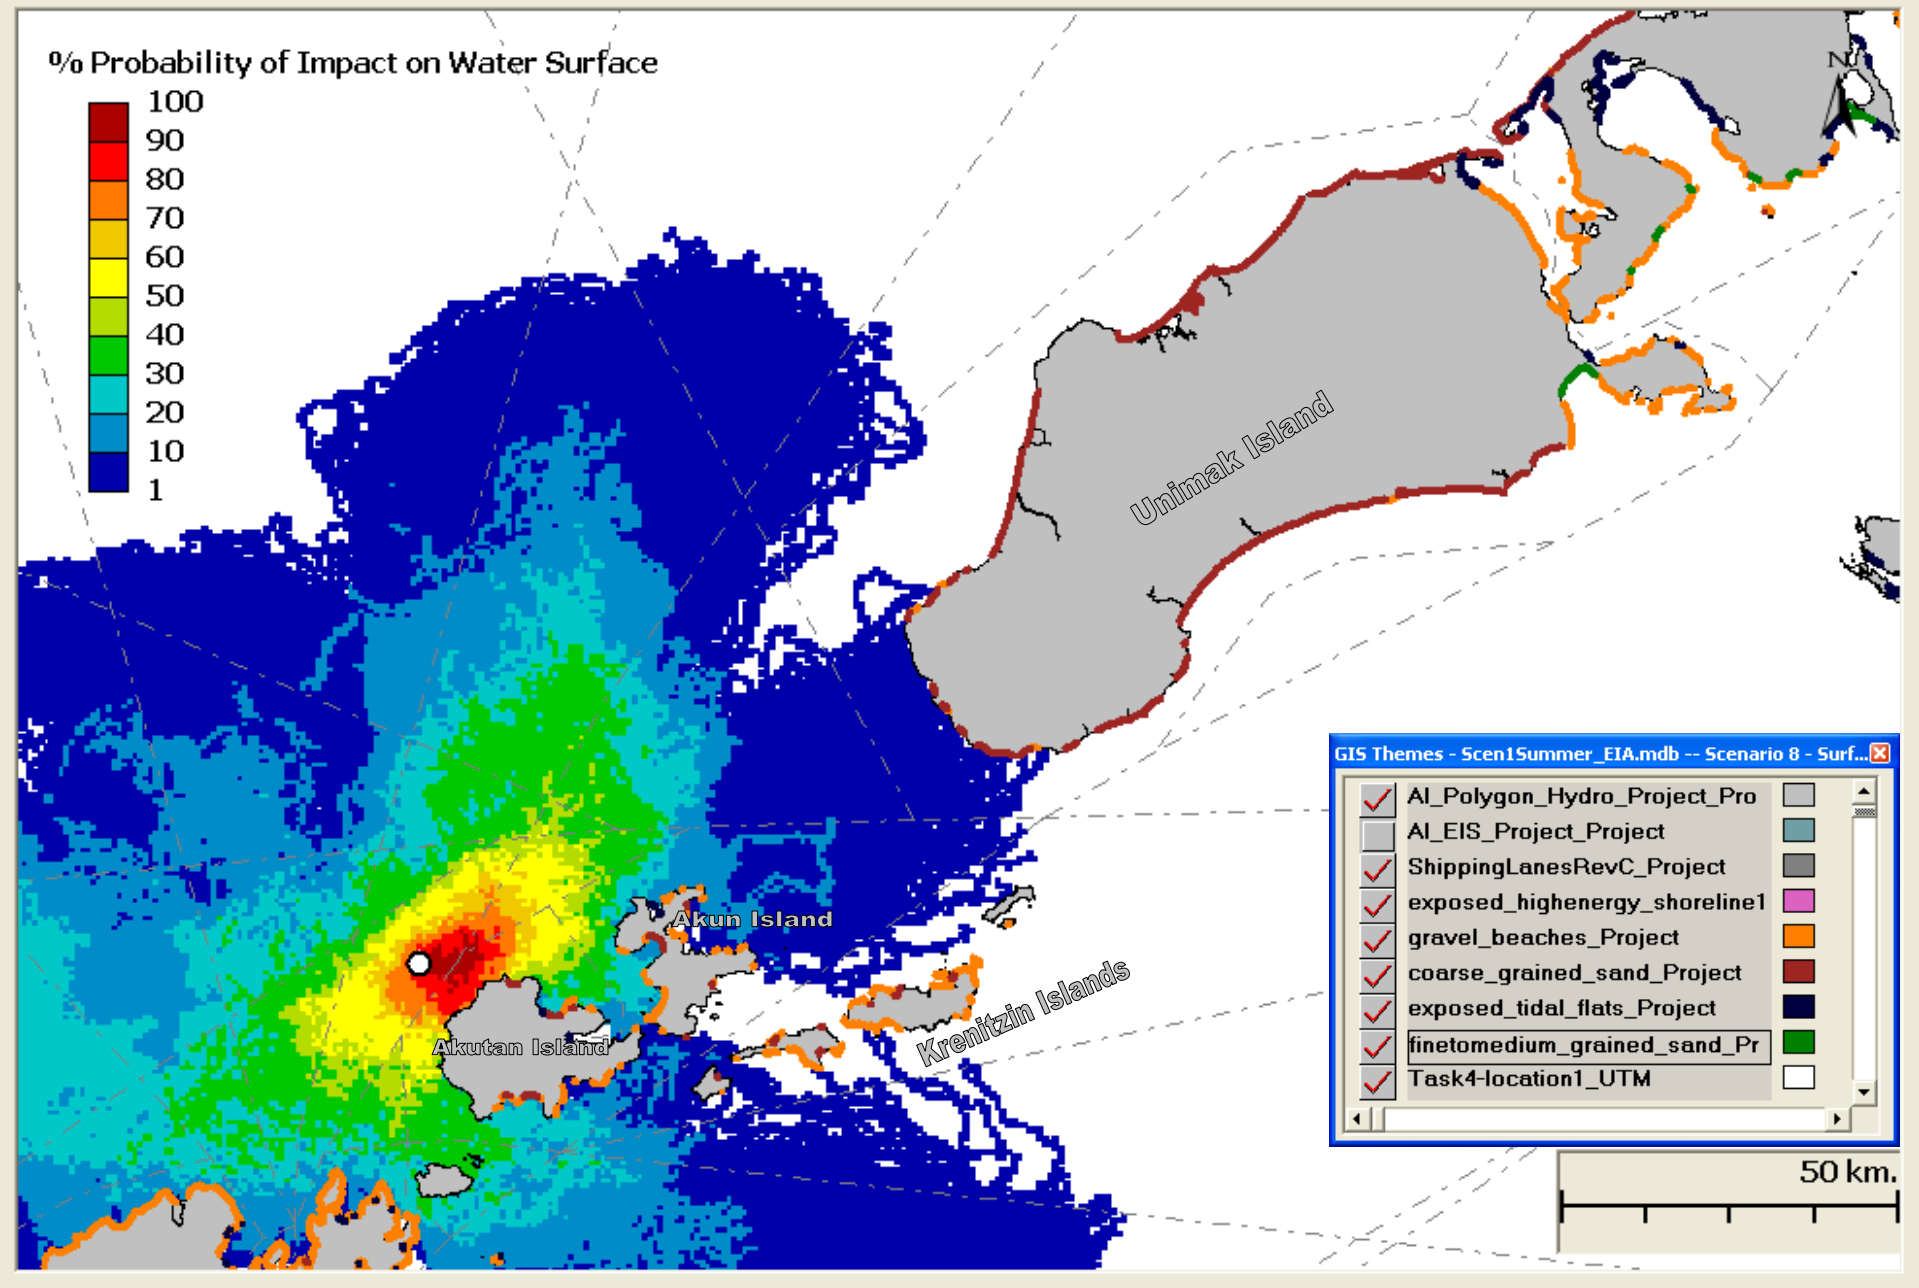 % Probability of Impact on Water Surface
100
90
80
70
60
50
40
30
20
10
1
N
Unimak Island
Akun Island
Krenitzin Islands
Akutan Island
GIS Themes - Scen1Summer_EIA.mdb -- Scenario 8 - Surf...
AI_Polygon_Hydro_Project_Pro
AI_EIS_Project_Project
ShippingLanesRevC_Project
exposed_highenergy_shoreline1
gravel_beaches_Project
coarse_grained_sand_Project
exposed_tidal_flats_Project
finetomedium_grained_sand_Pr
Task4-location1_UTM
50 km.